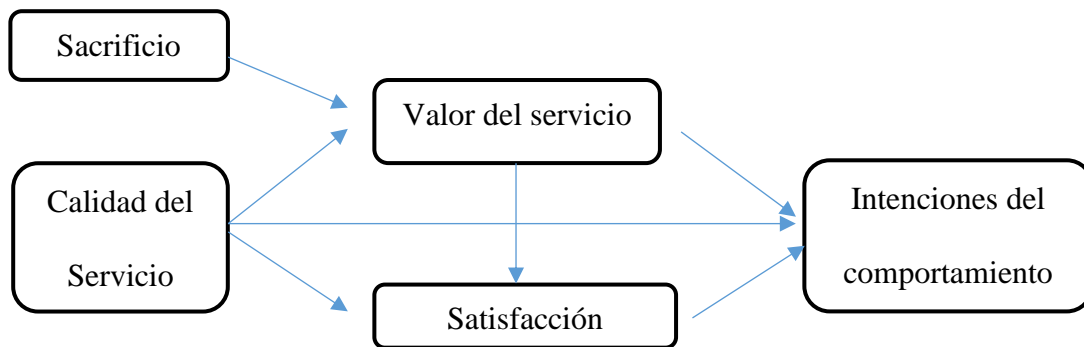 Sacrificio
Valor del servicio
Calidad del
Servicio
Intenciones del
comportamiento
Satisfacción